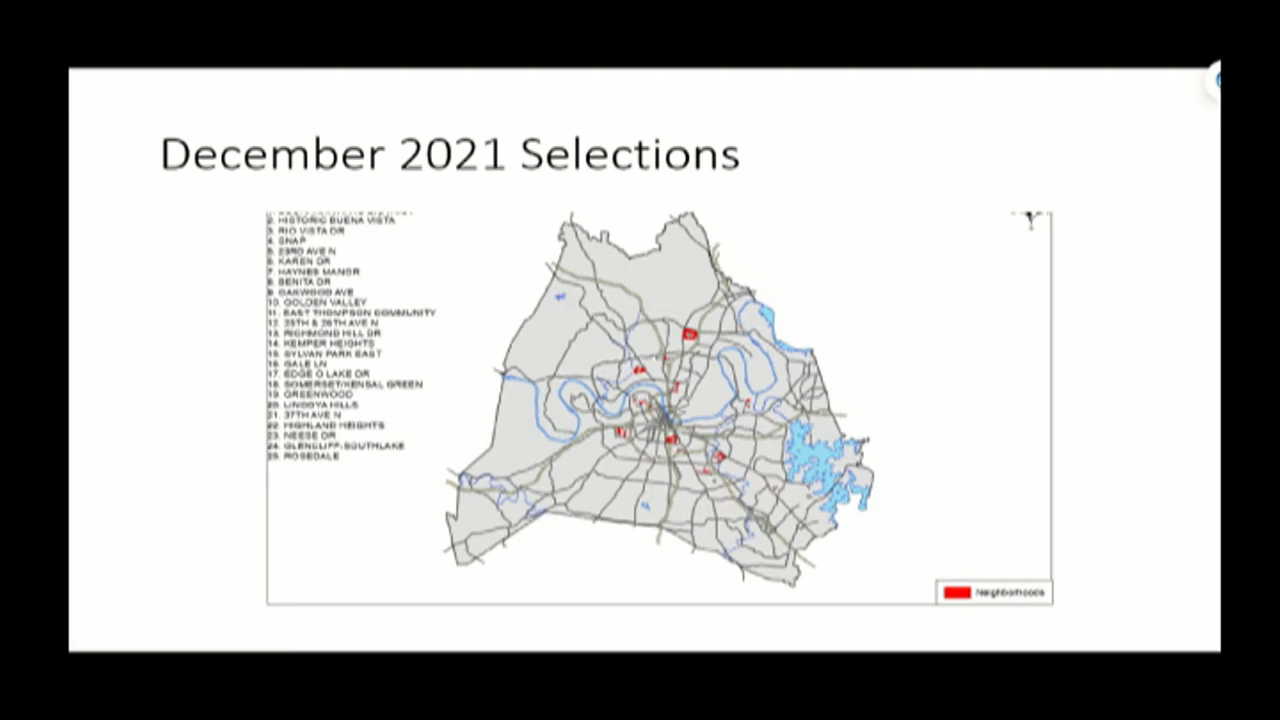 December 2021 Selections
2. HISTORIC BUENA VISTA
3. RIO VISTA DR
4. SNAP
5. 23RD AVE N
6. KAREN DR
7. HAYNES MANOR
8. BENITA DR
9. OAKWOOD AVE
10. GOLDEN VALLEY
11. EAST THOMPSON COMMUNITY
12. 25TH & 26TH AVE N
13. RICHMOND HILL DR
14. KEMPER HEIGHTS
15. SYLVAN PARK EAST
16. GALE LN
17. EDGE O LAKE DR
18. SOMERSET/KENSAL GREEN
19. GREENWOOD
20. UNGOYA HILLS
21. 37TH AVE N
22. HIGHLAND HEIGHTS
23. NEESE DR
24. GLENCLIFF-SOUTHLAKE
25. ROSEDALE
Neighborhoods